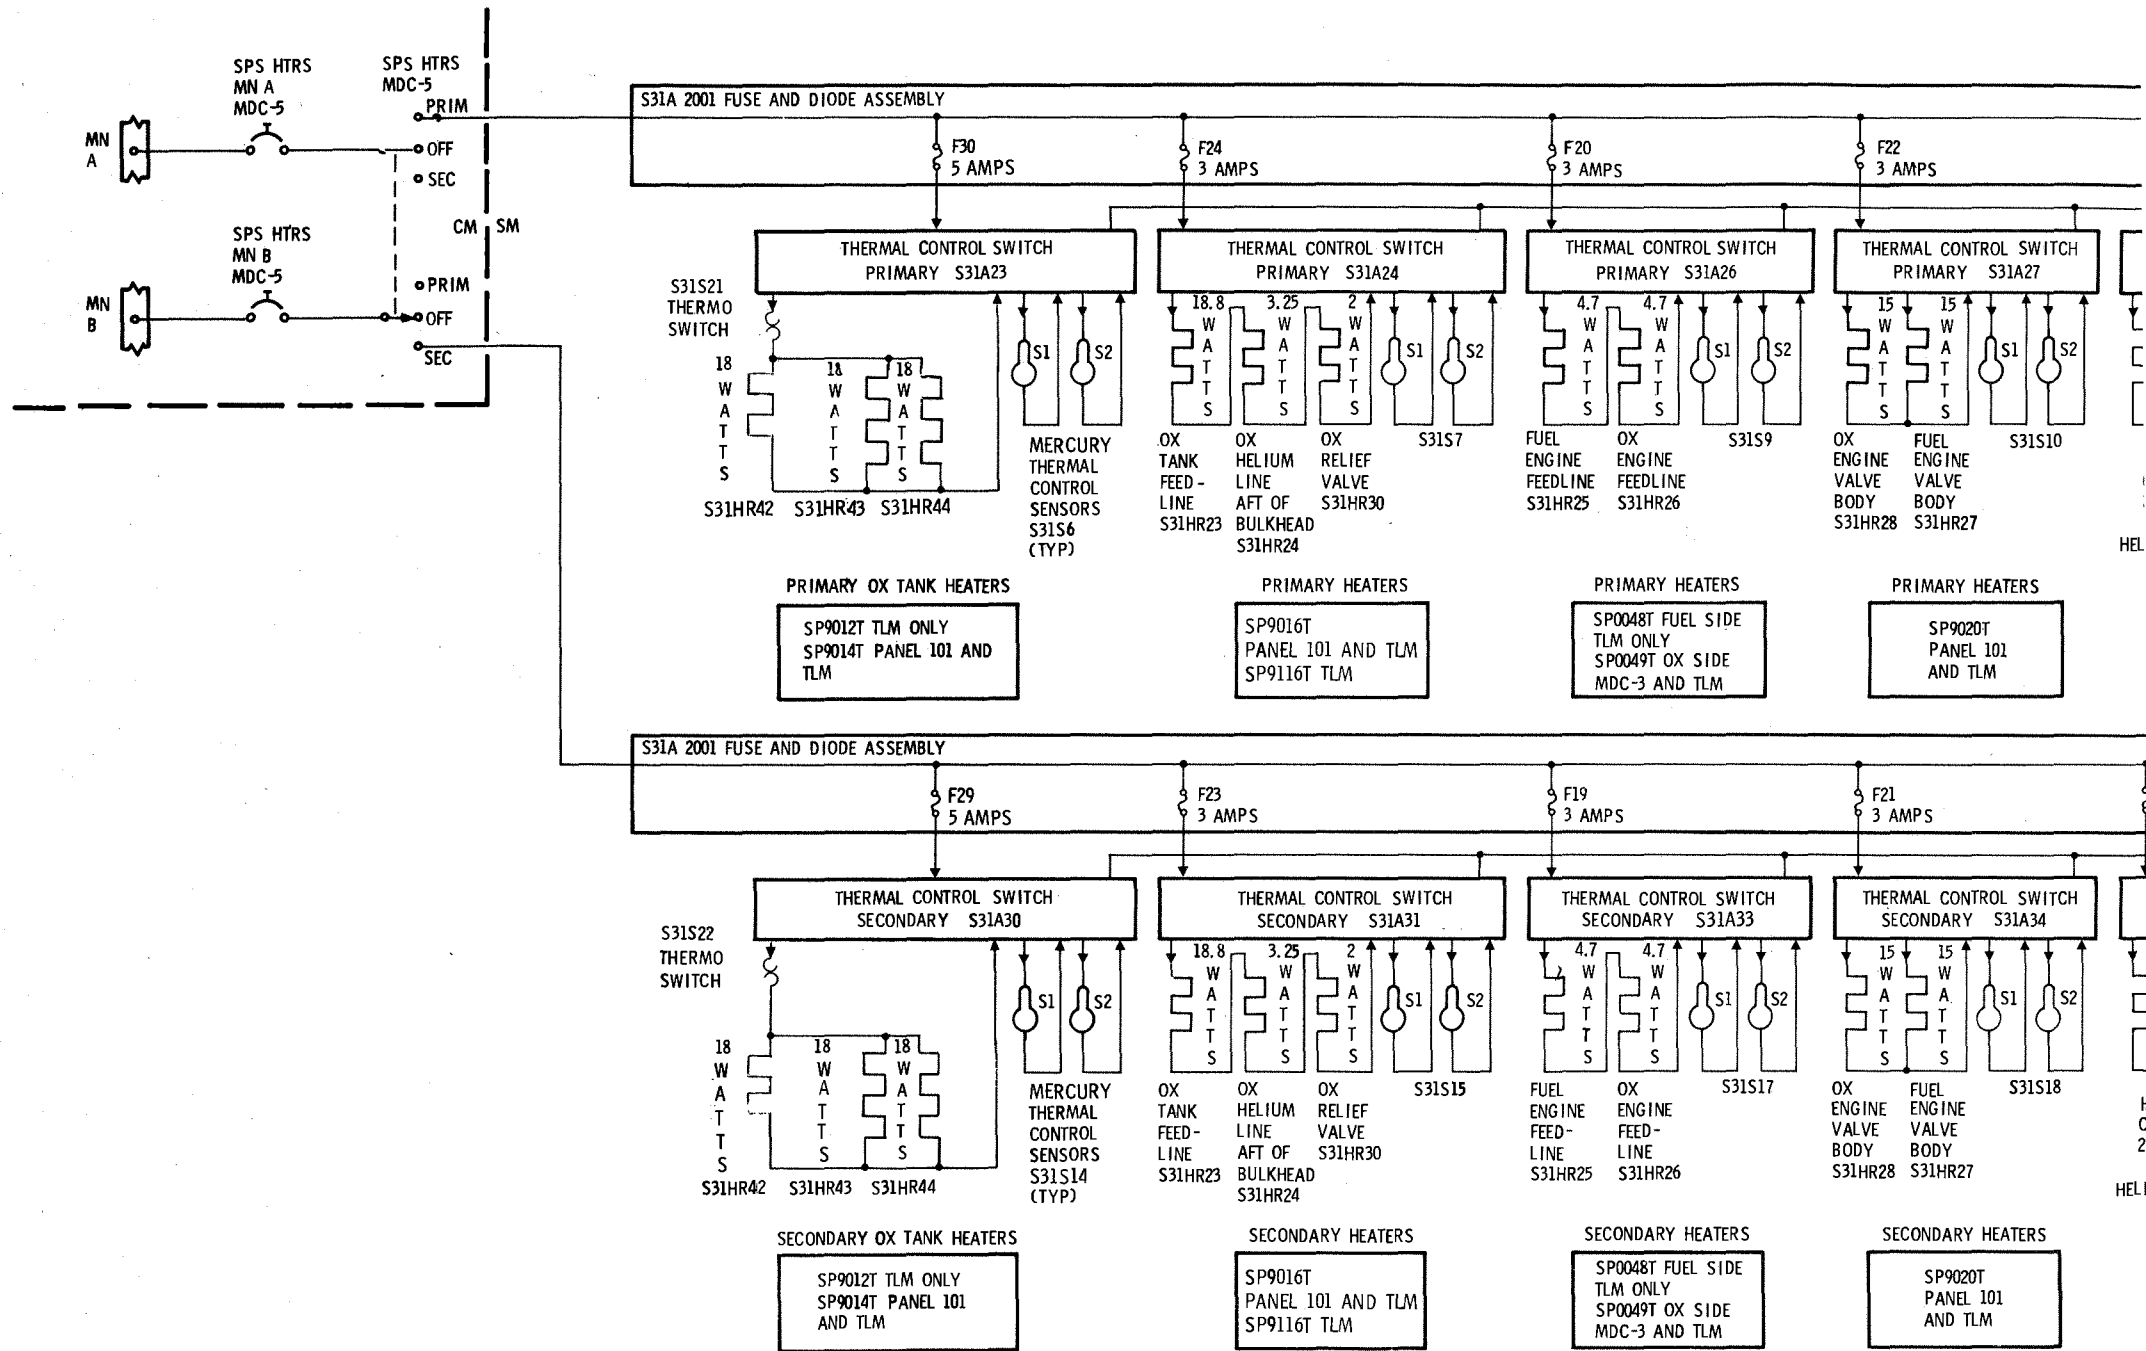 SPS HTRS
MN A
MDC-5
SPS HTRS
MDC-5
PRIM
OFF
SEC
MN
A
CM SM
SPS HTRS
MN B
MDC-5
PRIM
OFF
SEC
MN
B
S31A 2001 FUSE AND DIODE ASSEMBLY
F30
5 AMPS
F24
3 AMPS
F20
3 AMPS
F22
3 AMPS
THERMAL CONTROL SWITCH
PRIMARY S31A23
THERMAL CONTROL SWITCH
PRIMARY S31A24
THERMAL CONTROL SWITCH
PRIMARY S31A26
THERMAL CONTROL SWITCH
PRIMARY S31A27
S31S21
THERMO
SWITCH
18 WATTS
18 WATTS
18 WATTS
S31HR42 S31HR43 S31HR44
S1 S2
MERCURY
THERMAL
CONTROL
SENSORS
S31S6
(TYP)
18.8 WATTS
3.25 WATTS
2 WATTS
S1 S2
S31S7
OX
TANK
FEED-
LINE
S31HR23
OX
HELIUM
LINE
AFT OF
BULKHEAD
S31HR24
OX
RELIEF
VALVE
S31HR30
4.7 WATTS
4.7 WATTS
S1 S2
S31S9
FUEL
ENGINE
FEEDLINE
S31HR25
OX
ENGINE
FEEDLINE
S31HR26
15 WATTS
15 WATTS
S1 S2
S31S10
OX
ENGINE
VALVE
BODY
S31HR28
FUEL
ENGINE
VALVE
BODY
S31HR27
HEL
PRIMARY OX TANK HEATERS
SP9012T TLM ONLY
SP9014T PANEL 101 AND
TLM
PRIMARY HEATERS
SP9016T
PANEL 101 AND TLM
SP9116T TLM
PRIMARY HEATERS
SP0048T FUEL SIDE
TLM ONLY
SP0049T OX SIDE
MDC-3 AND TLM
PRIMARY HEATERS
SP9020T
PANEL 101
AND TLM
S31A 2001 FUSE AND DIODE ASSEMBLY
F29
5 AMPS
F23
3 AMPS
F19
3 AMPS
F21
3 AMPS
THERMAL CONTROL SWITCH
SECONDARY S31A30
THERMAL CONTROL SWITCH
SECONDARY S31A31
THERMAL CONTROL SWITCH
SECONDARY S31A33
THERMAL CONTROL SWITCH
SECONDARY S31A34
S31S22
THERMO
SWITCH
18 WATTS
18 WATTS
18 WATTS
S31HR42 S31HR43 S31HR44
S1 S2
MERCURY
THERMAL
CONTROL
SENSORS
S31S14
(TYP)
18.8 WATTS
3.25 WATTS
2 WATTS
S1 S2
S31S15
OX
TANK
FEED-
LINE
S31HR23
OX
HELIUM
LINE
AFT OF
BULKHEAD
S31HR24
OX
RELIEF
VALVE
S31HR30
4.7 WATTS
4.7 WATTS
S1 S2
S31S17
FUEL
ENGINE
FEED-
LINE
S31HR25
OX
ENGINE
FEED-
LINE
S31HR26
15 WATTS
15 WATTS
S1 S2
S31S18
OX
ENGINE
VALVE
BODY
S31HR28
FUEL
ENGINE
VALVE
BODY
S31HR27
HELI
SECONDARY OX TANK HEATERS
SP9012T TLM ONLY
SP9014T PANEL 101
AND TLM
SECONDARY HEATERS
SP9016T
PANEL 101 AND TLM
SP9116T TLM
SECONDARY HEATERS
SP0048T FUEL SIDE
TLM ONLY
SP0049T OX SIDE
MDC-3 AND TLM
SECONDARY HEATERS
SP9020T
PANEL 101
AND TLM